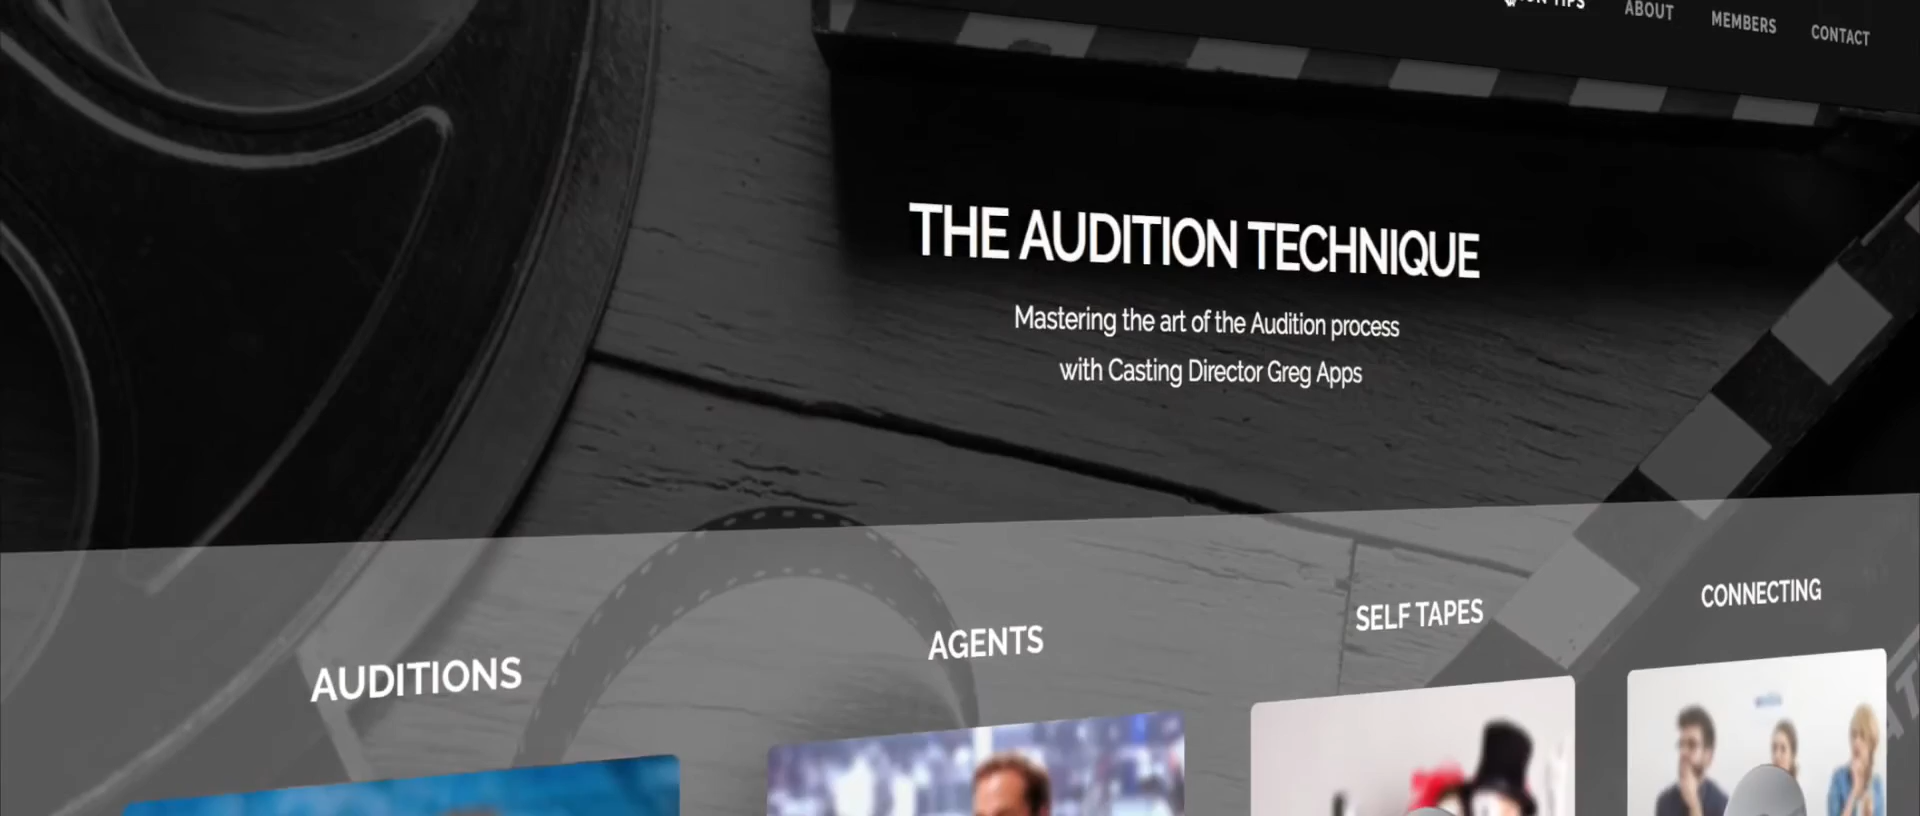 TIPS
ABOUT
MEMBERS
CONTACT
THE AUDITION TECHNIQUE
Mastering the art of the Audition process
with Casting Director Greg Apps
AUDITIONS
AGENTS
SELF TAPES
CONNECTING